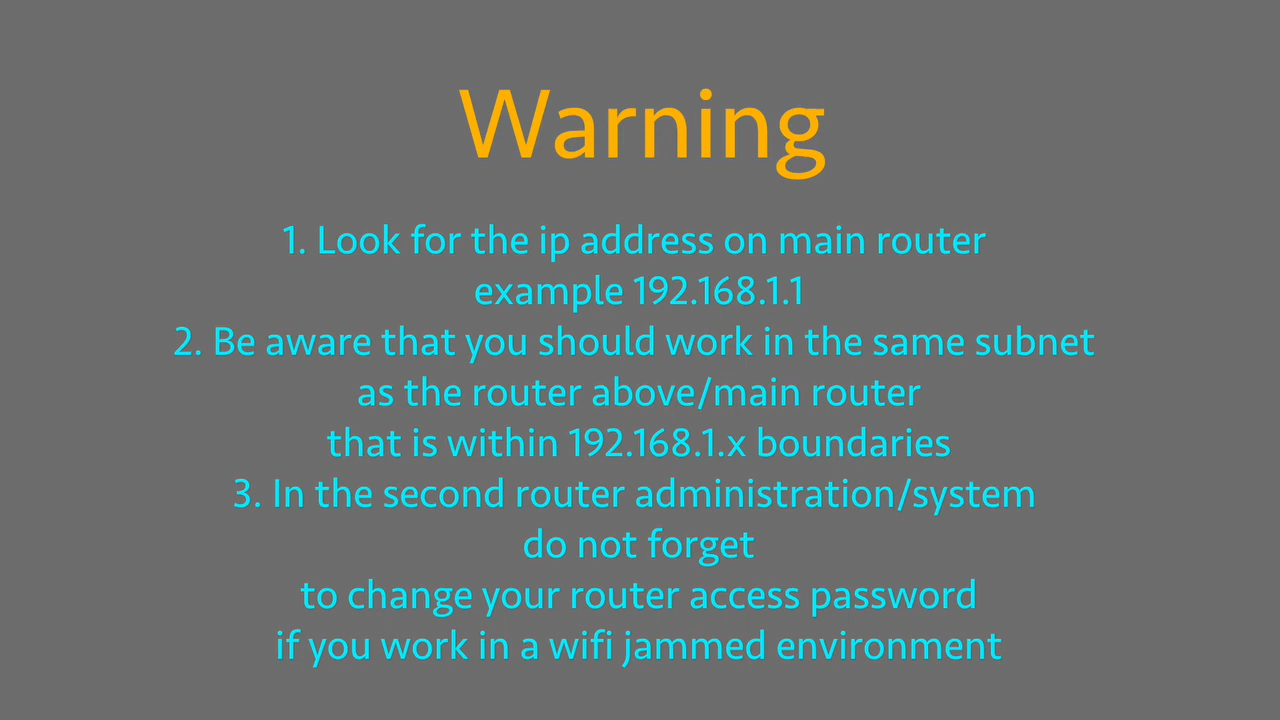 Warning
1. Look for the ip address on main router
example 192.168.1.1
2. Be aware that you should work in the same subnet
as the router above/main router
that is within 192.168.1.x boundaries
3. In the second router administration/system
do not forget
to change your router access password
if you work in a wifi jammed environment